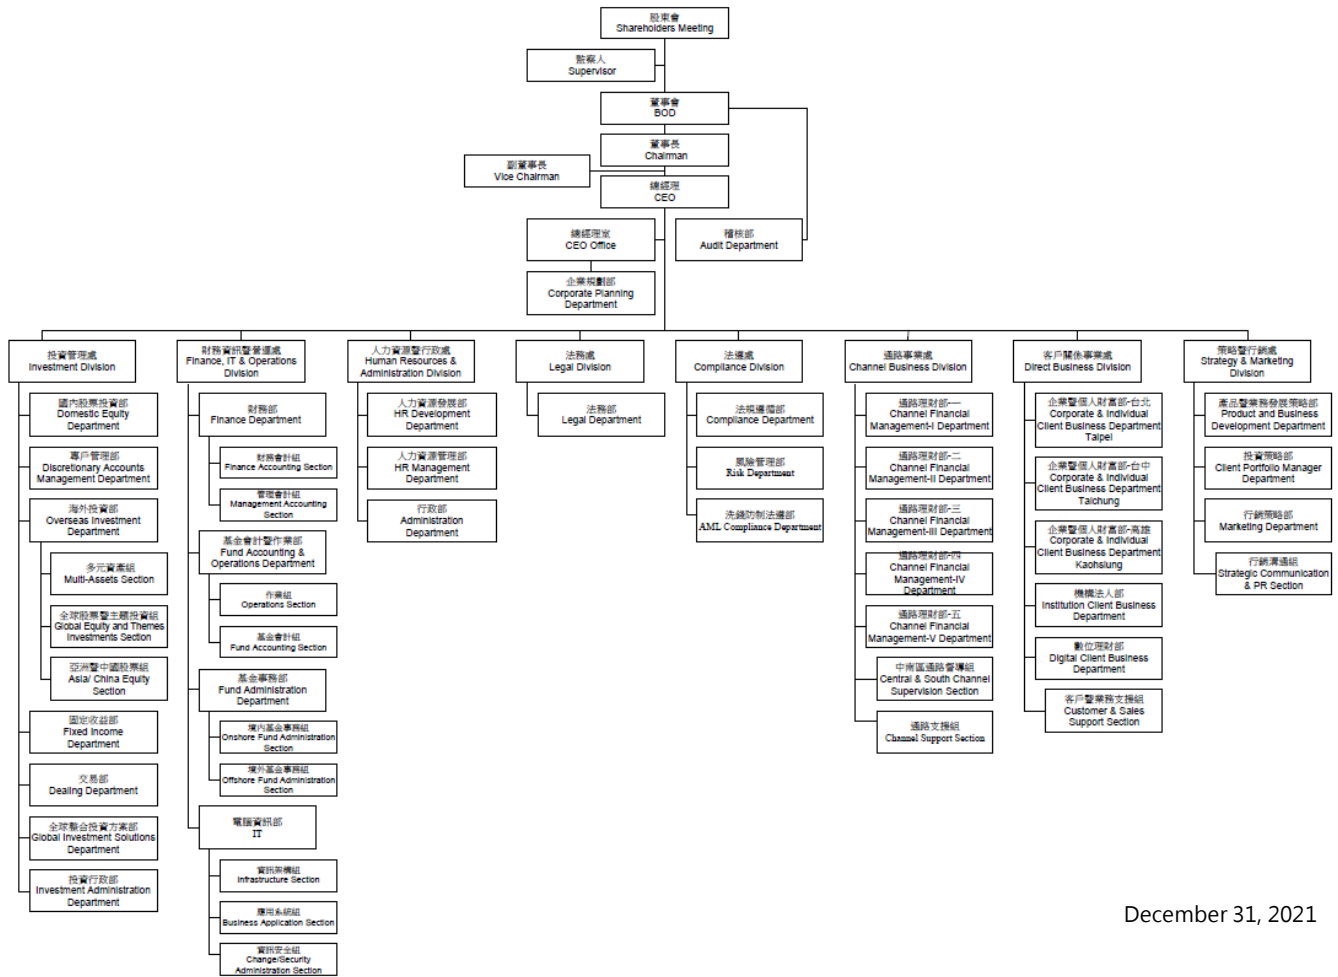 股東會
Shareholders Meeting
監察人
Supervisor
董事會
BOD
董事長
Chairman
副董事長
Vice Chairman
總經理
CEO
總經理室
CEO Office
稽核部
Audit Department
企業規劃部
Corporate Planning
Department
投資管理處
Investment Division
國內股票投資部
Domestic Equity
Department
專戶管理部
Discretionary Accounts
Management Department
海外投資部
Overseas Investment
Department
多元資產組
Multi-Assets Section
全球股票暨主題投資組
Global Equity and Themes
Investments Section
亞洲暨中國股票組
Asia/ China Equity
Section
固定收益部
Fixed Income
Department
交易部
Dealing Department
全球整合投資方案部
Global Investment Solutions
Department
投資行政部
Investment Administration
Department
財務資訊暨營運處
Finance, IT & Operations
Division
財務部
Finance Department
財務會計組
Finance Accounting Section
管理會計組
Management Accounting
Section
基金會計暨作業部
Fund Accounting &
Operations Department
作業組
Operations Section
基金會計組
Fund Accounting Section
基金事務部
Fund Administration
Department
境內基金事務組
Onshore Fund Administration
Section
境外基金事務組
Offshore Fund Administration
Section
電腦資訊部
IT
資訊架構組
Infrastructure Section
應用系統組
Business Application Section
資訊安全組
Change/Security
Administration Section
人力資源暨行政處
Human Resources &
Administration Division
人力資源發展部
HR Development
Department
人力資源管理部
HR Management
Department
行政部
Administration
Department
法務處
Legal Division
法務部
Legal Department
法遵處
Compliance Division
法規遵循部
Compliance Department
風險管理部
Risk Department
洗錢防制法遵部
AML Compliance Department
通路事業處
Channel Business Division
通路理財部-一
Channel Financial
Management-I Department
通路理財部-二
Channel Financial
Management-II Department
通路理財部-三
Channel Financial
Management-III Department
通路理財部-四
Channel Financial
Management-IV
Department
通路理財部-五
Channel Financial
Management-V Department
中南區通路督導組
Central & South Channel
Supervision Section
通路支援組
Channel Support Section
客戶關係事業處
Direct Business Division
企業暨個人財富部-台北
Corporate & Individual
Client Business Department
Taipei
企業暨個人財富部-台中
Corporate & Individual
Client Business Department
Taichung
企業暨個人財富部-高雄
Corporate & Individual
Client Business Department
Kaohsiung
機構法人部
Institution Client Business
Department
數位理財部
Digital Client Business
Department
客戶暨業務支援組
Customer & Sales
Support Section
策略暨行銷處
Strategy & Marketing
Division
產品暨業務發展策略部
Product and Business
Development Department
投資策略部
Client Portfolio Manager
Department
行銷策略部
Marketing Department
行銷溝通組
Strategic Communication
& PR Section
December 31, 2021